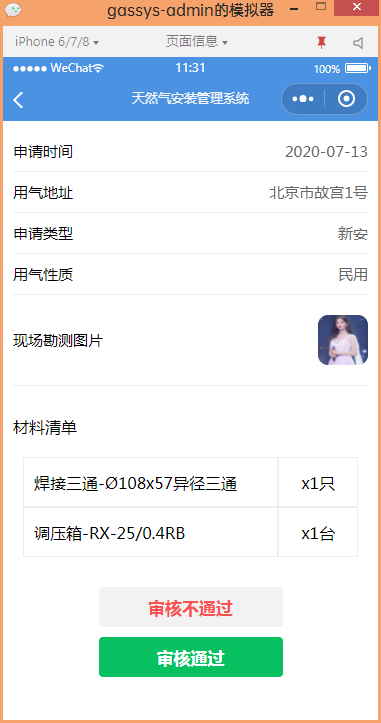 gassys-admin的模拟器
iPhone 6/7/8 页面信息
WeChat 11:31 100%
天然气安装管理系统
申请时间 2020-07-13
用气地址 北京市故宫1号
申请类型 新安
用气性质 民用
现场勘测图片
材料清单
焊接三通-Ø108x57异径三通 x1只
调压箱-RX-25/0.4RB x1台
审核不通过
审核通过